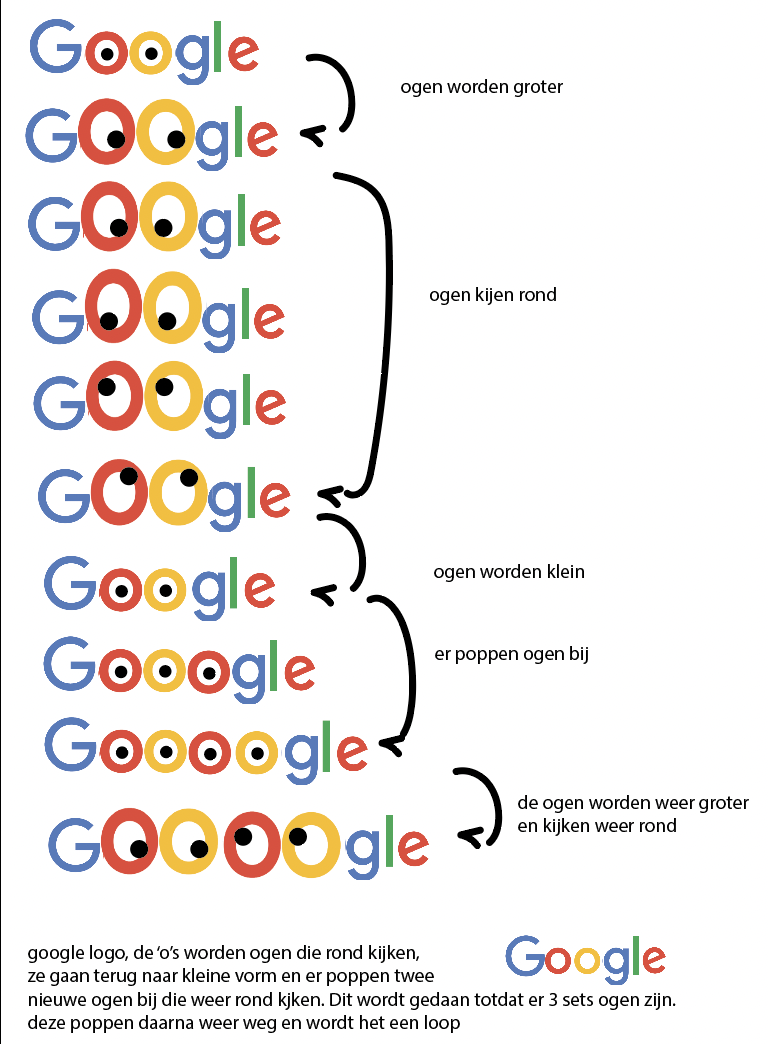 Google
ogen worden groter
GOOgle
GOOgle
GOOgle
ogen kijen rond
GOOgle
GOOgle
Google
ogen worden klein
Gooogle
er poppen ogen bij
Goooogle
de ogen worden weer groter
en kijken weer rond
GOOOOgle
google logo, de 'o's worden ogen die rond kijken,
ze gaan terug naar kleine vorm en er poppen twee
nieuwe ogen bij die weer rond kjken. Dit wordt gedaan totdat er 3 sets ogen zijn.
deze poppen daarna weer weg en wordt het een loop
Google